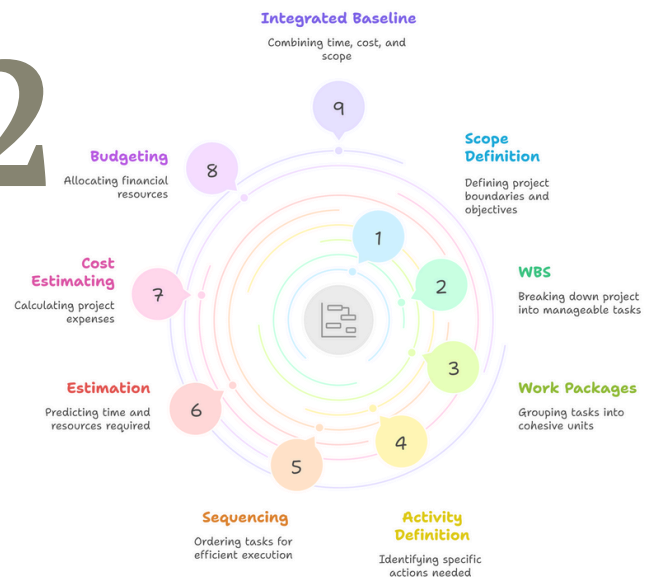 Integrated Baseline
Combining time, cost, and
scope
2
9
Budgeting
Allocating financial
resources
8
Scope
Definition
Defining project
boundaries and
objectives
1
Cost
Estimating
Calculating project
expenses
7
2
WBS
Breaking down project
into manageable tasks
3
Work Packages
Grouping tasks into
cohesive units
Estimation
Predicting time and
resources required
6
4
5
Sequencing
Ordering tasks for
efficient execution
Activity
Definition
Identifying specific
actions needed